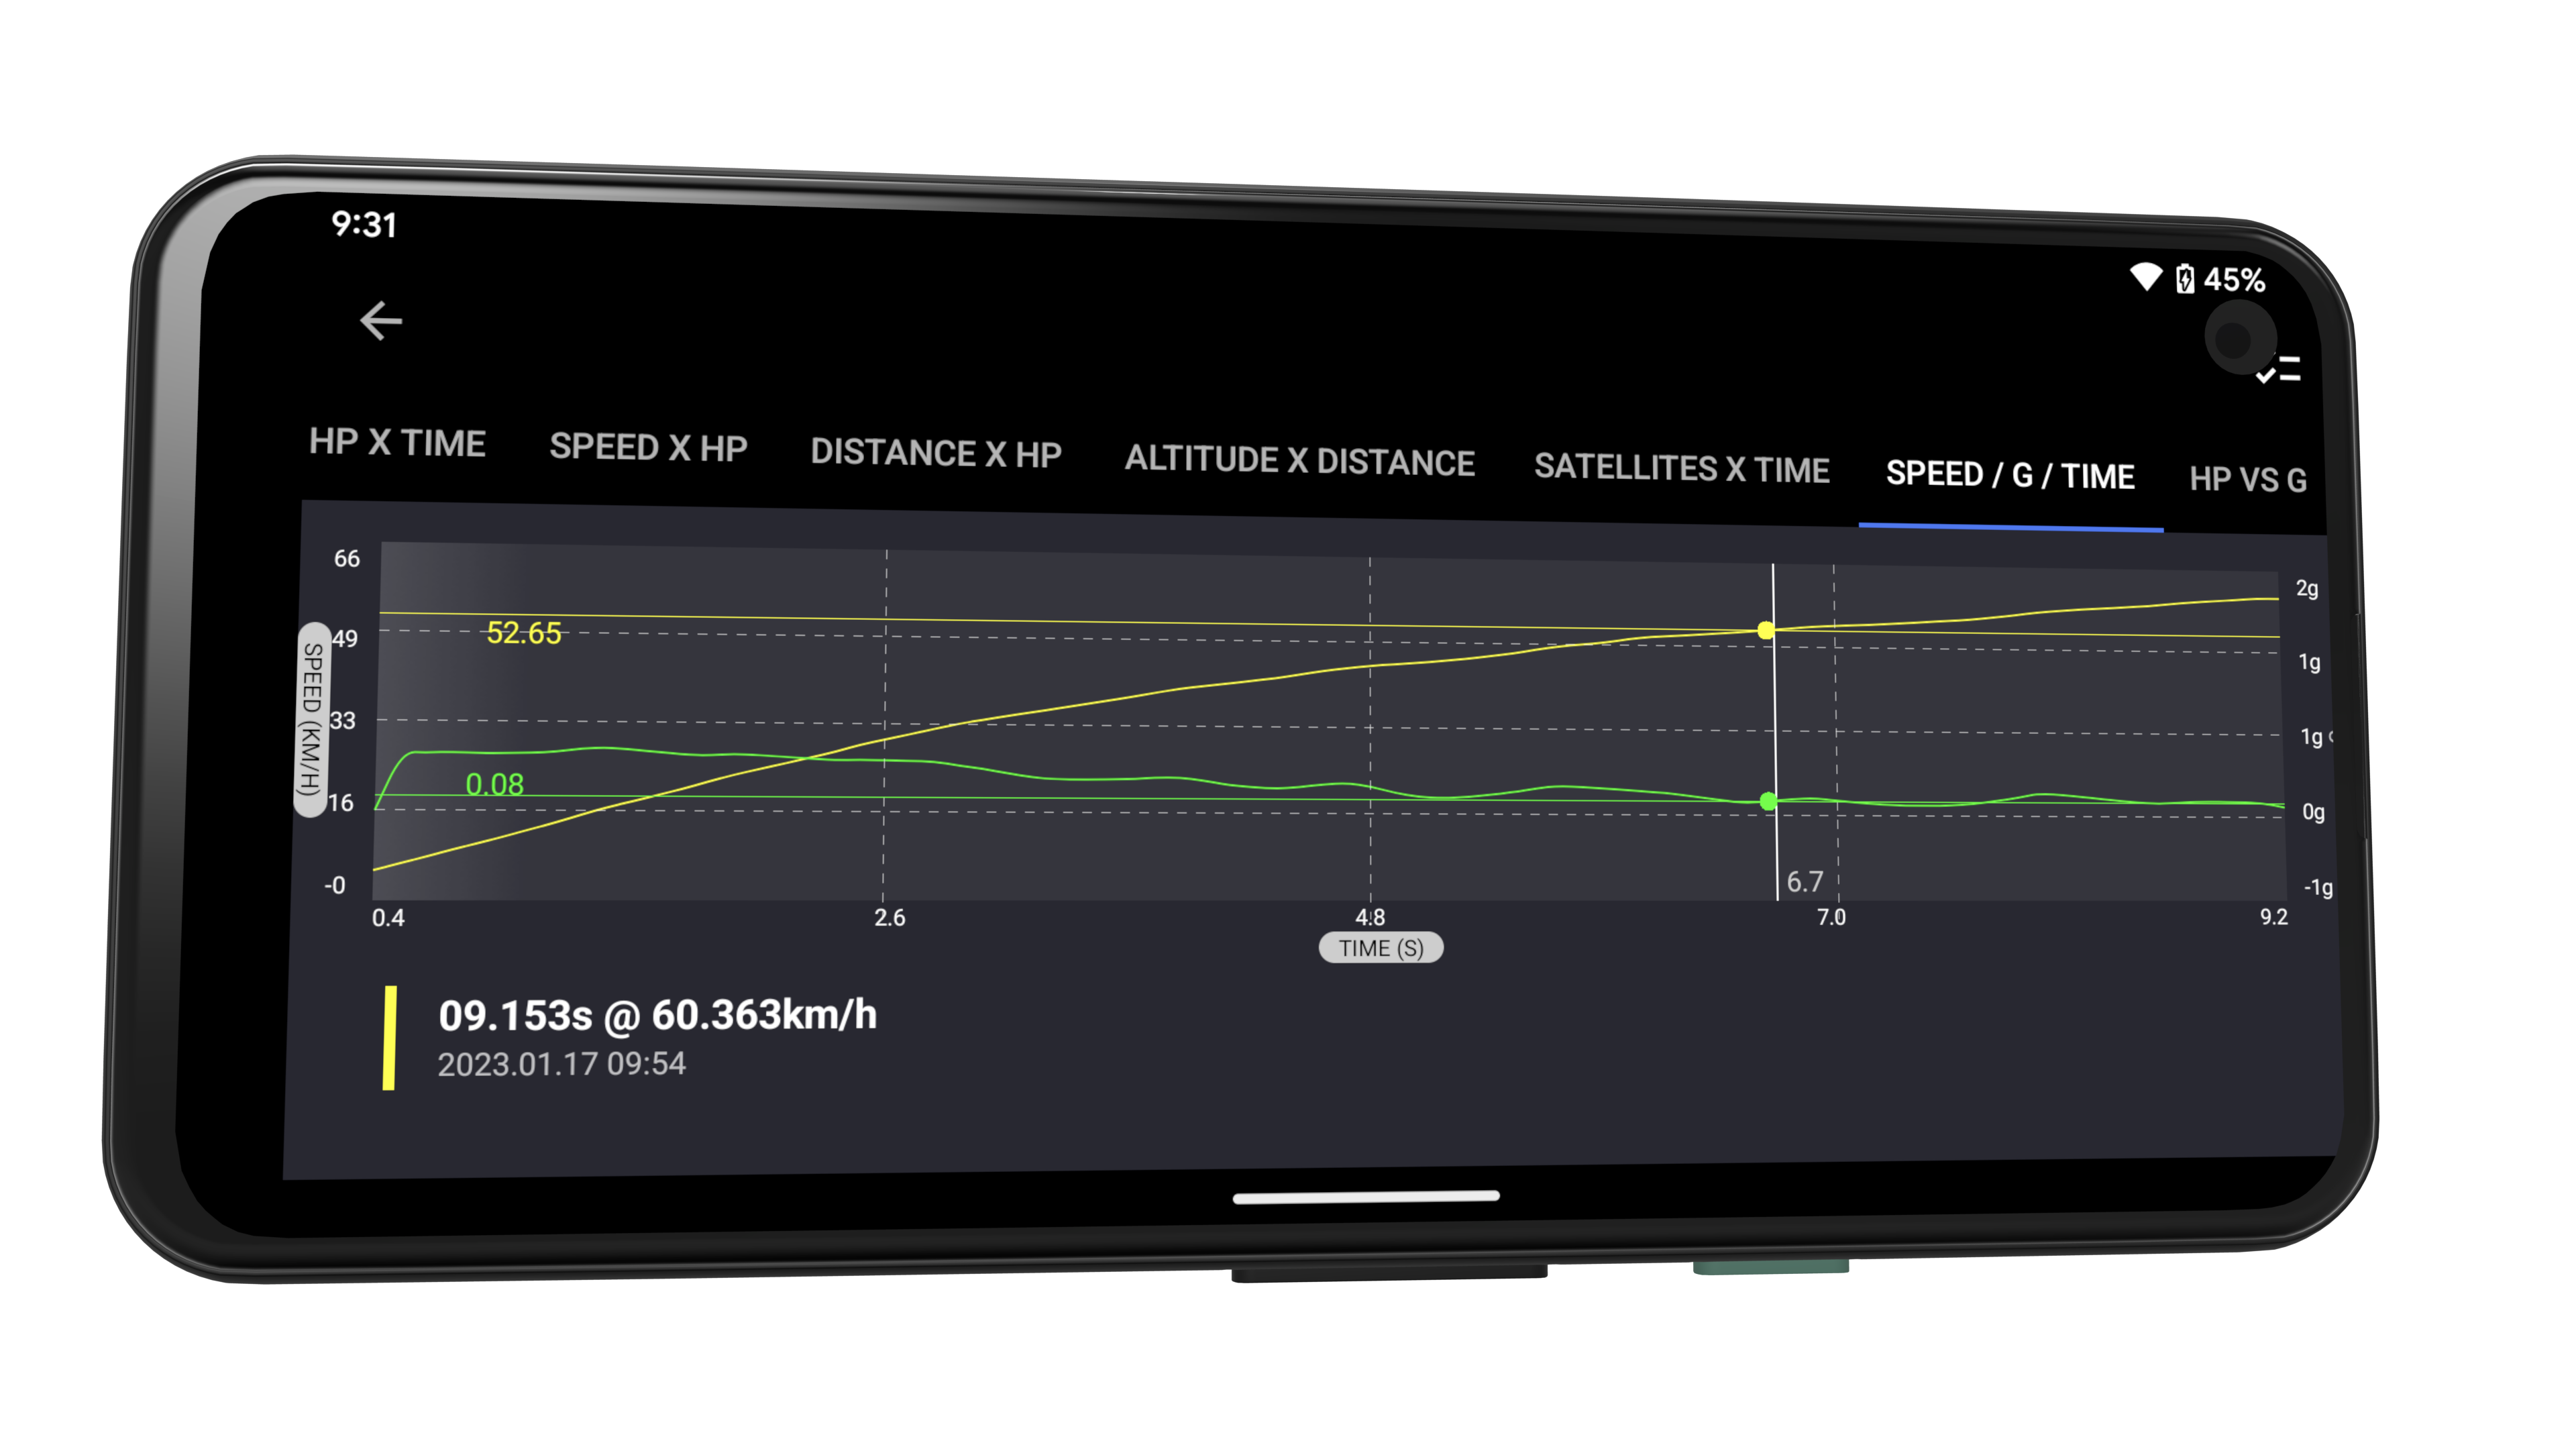 9:31
45%
HP X TIME SPEED X HP DISTANCE X HP ALTITUDE X DISTANCE SATELLITES X TIME SPEED / G / TIME HP VS G
66
2g
52.65
49
1g
SPEED (KM/H)
33
1g
0.08
16
0g
6.7
-0
-1g
0.4 2.6 4.8 7.0 9.2
TIME (S)
09.153s @ 60.363km/h
2023.01.17 09:54